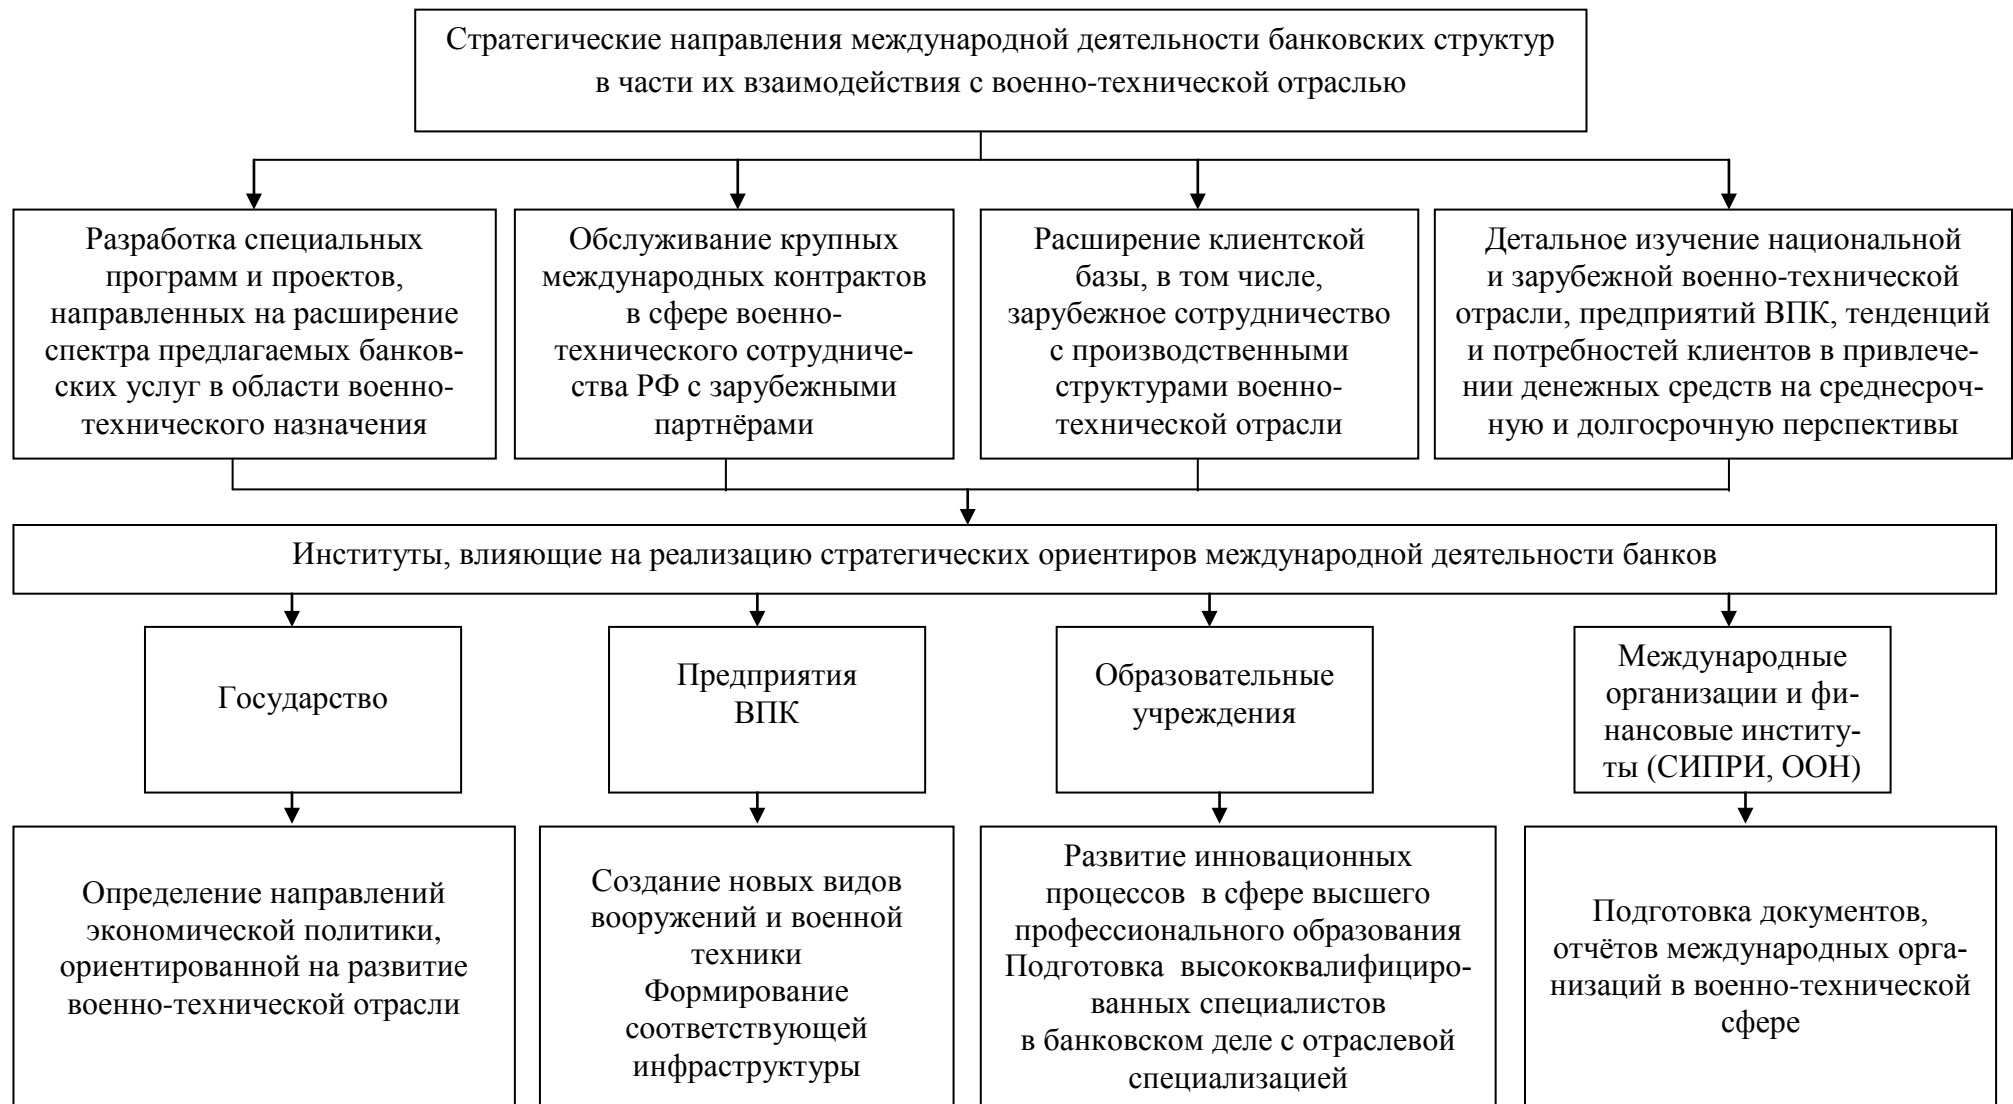 Стратегические направления международной деятельности банковских структур
в части их взаимодействия с военно-технической отраслью
Разработка специальных
программ и проектов,
направленных на расширение
спектра предлагаемых банков-
ских услуг в области военно-
технического назначения
Обслуживание крупных
международных контрактов
в сфере военно-
технического сотрудниче-
ства РФ с зарубежными
партнёрами
Расширение клиентской
базы, в том числе,
зарубежное сотрудничество
с производственными
структурами военно-
технической отрасли
Детальное изучение национальной
и зарубежной военно-технической
отрасли, предприятий ВПК, тенденций
и потребностей клиентов в привлече-
нии денежных средств на среднесроч-
ную и долгосрочную перспективы
Институты, влияющие на реализацию стратегических ориентиров международной деятельности банков
Государство
Предприятия
ВПК
Образовательные
учреждения
Международные
организации и фи-
нансовые институ-
ты (СИПРИ, ООН)
Определение направлений
экономической политики,
ориентированной на развитие
военно-технической отрасли
Создание новых видов
вооружений и военной
техники
Формирование
соответствующей
инфраструктуры
Развитие инновационных
процессов в сфере высшего
профессионального образования
Подготовка высококвалифициро-
ванных специалистов
в банковском деле с отраслевой
специализацией
Подготовка документов,
отчётов международных орга-
низаций в военно-технической
сфере